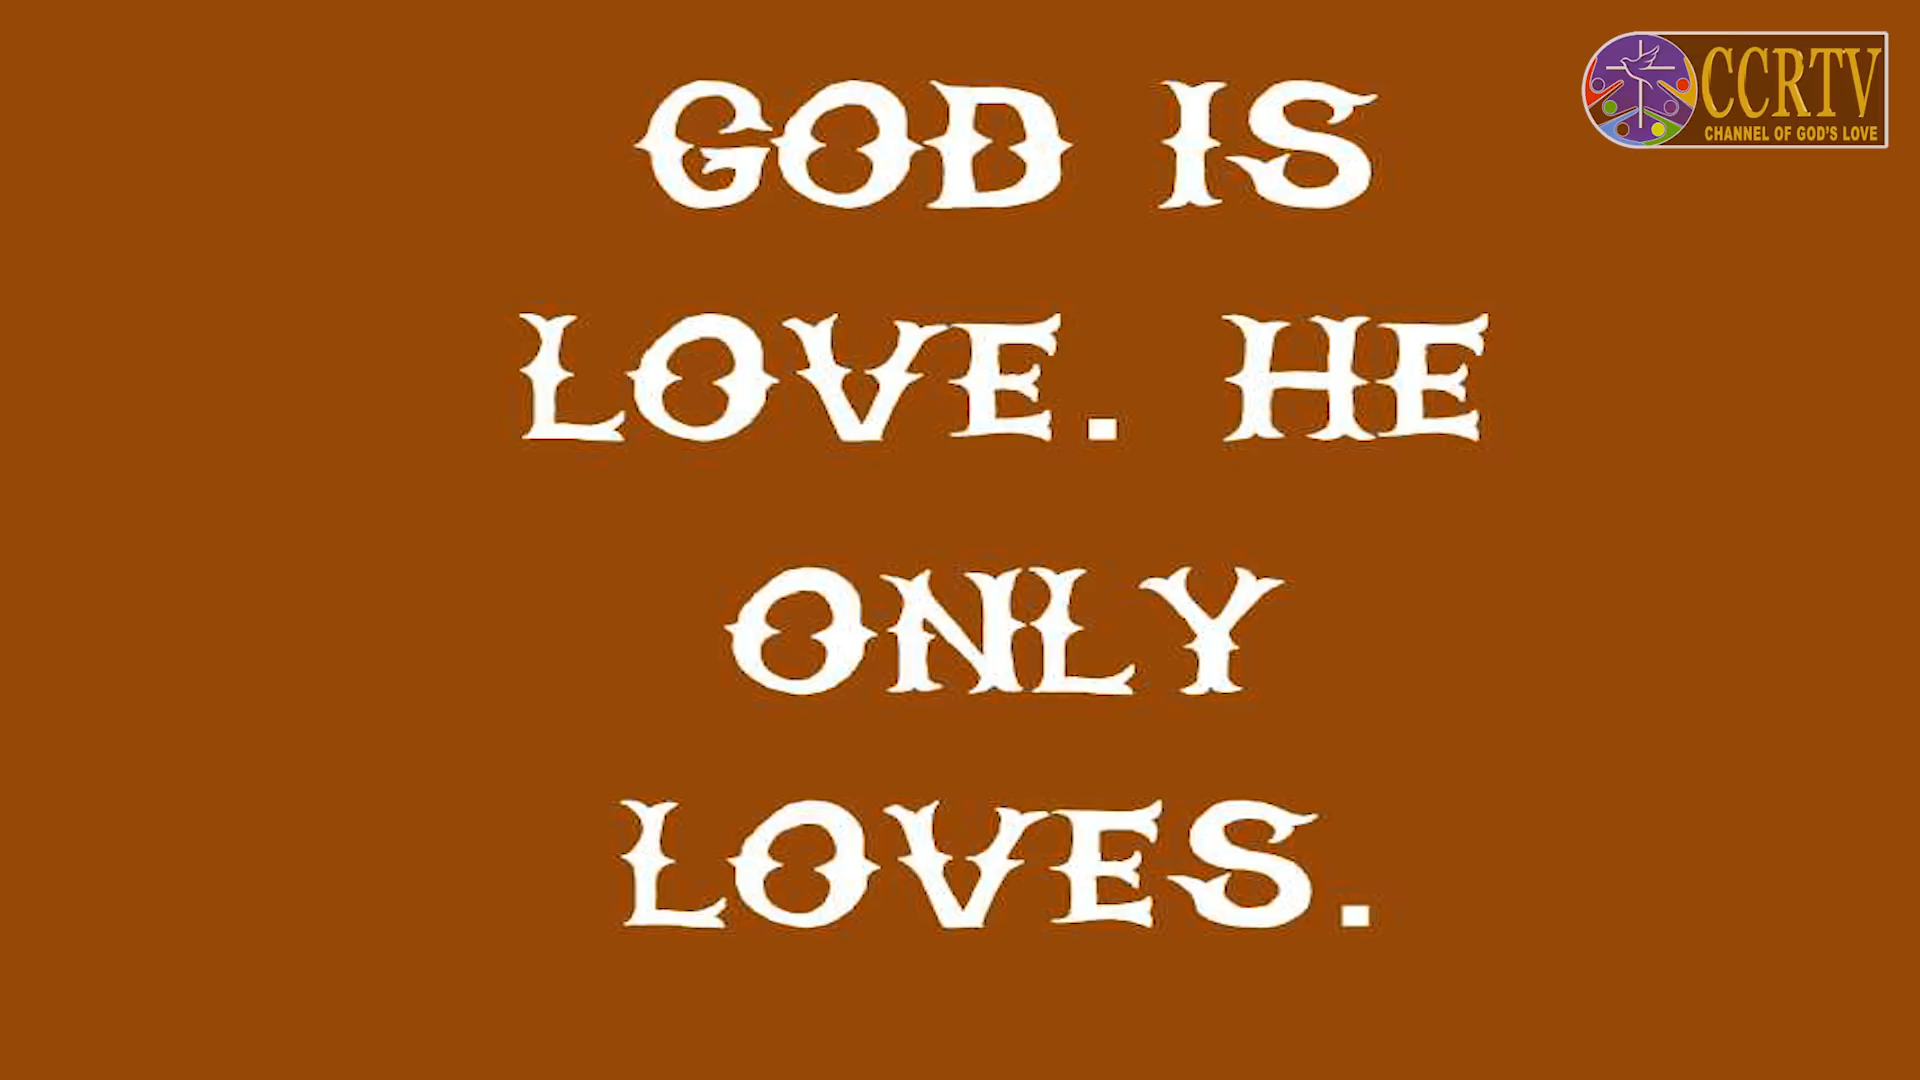 GOD IS
LOVE. HE
ONLY
LOVES.
CCRTV
CHANNEL OF GOD'S LOVE